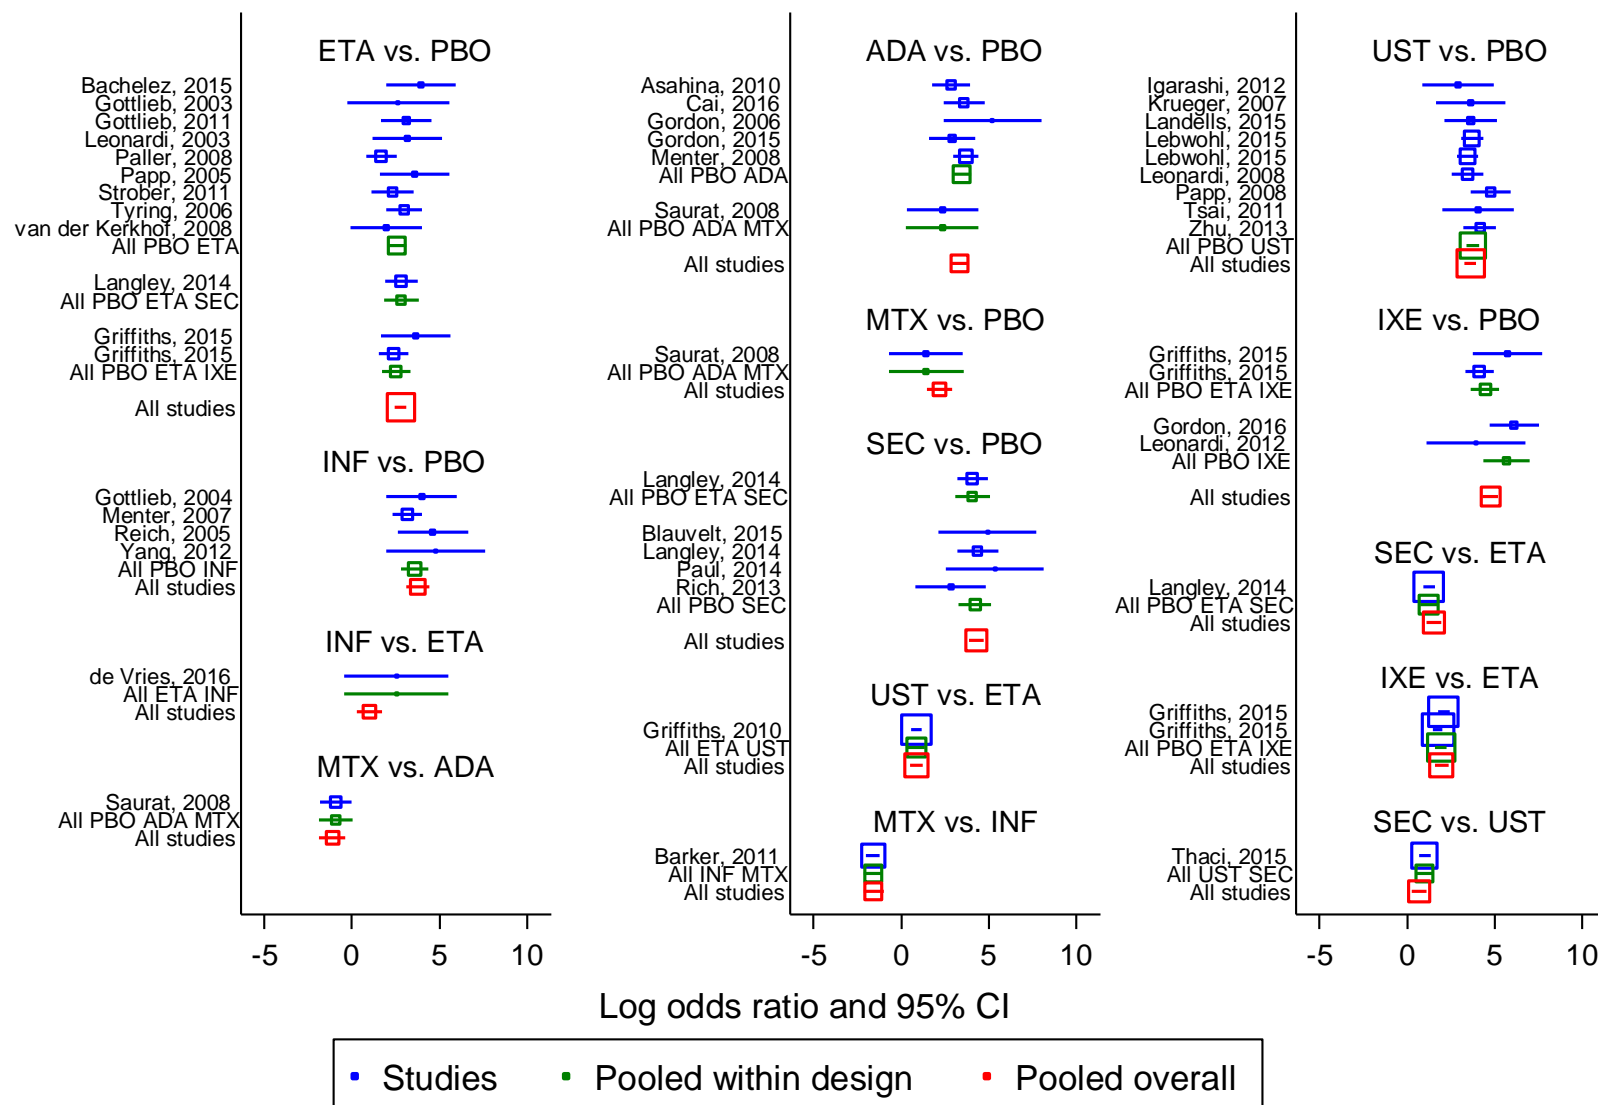 ETA vs. PBO
Bachelez, 2015
Gottlieb, 2003
Gottlieb, 2011
Leonardi, 2003
Paller, 2008
Papp, 2005
Strober, 2011
Tyring, 2006
van der Kerkhof, 2008
All PBO ETA
Langley, 2014
All PBO ETA SEC
Griffiths, 2015
Griffiths, 2015
All PBO ETA IXE
All studies
INF vs. PBO
Gottlieb, 2004
Menter, 2007
Reich, 2005
Yang, 2012
All PBO INF
All studies
INF vs. ETA
de Vries, 2016
All ETA INF
All studies
MTX vs. ADA
Saurat, 2008
All PBO ADA MTX
All studies
-5 0 5 10
ADA vs. PBO
Asahina, 2010
Cai, 2016
Gordon, 2006
Gordon, 2015
Menter, 2008
All PBO ADA
Saurat, 2008
All PBO ADA MTX
All studies
MTX vs. PBO
Saurat, 2008
All PBO ADA MTX
All studies
SEC vs. PBO
Langley, 2014
All PBO ETA SEC
Blauvelt, 2015
Langley, 2014
Paul, 2014
Rich, 2013
All PBO SEC
All studies
UST vs. ETA
Griffiths, 2010
All ETA UST
All studies
MTX vs. INF
Barker, 2011
All INF MTX
All studies
-5 0 5 10
UST vs. PBO
Igarashi, 2012
Krueger, 2007
Landells, 2015
Lebwohl, 2015
Lebwohl, 2015
Leonardi, 2008
Papp, 2008
Tsai, 2011
Zhu, 2013
All PBO UST
All studies
IXE vs. PBO
Griffiths, 2015
Griffiths, 2015
All PBO ETA IXE
Gordon, 2016
Leonardi, 2012
All PBO IXE
All studies
SEC vs. ETA
Langley, 2014
All PBO ETA SEC
All studies
IXE vs. ETA
Griffiths, 2015
Griffiths, 2015
All PBO ETA IXE
All studies
SEC vs. UST
Thaci, 2015
All UST SEC
All studies
-5 0 5 10
Log odds ratio and 95% CI
Studies Pooled within design Pooled overall